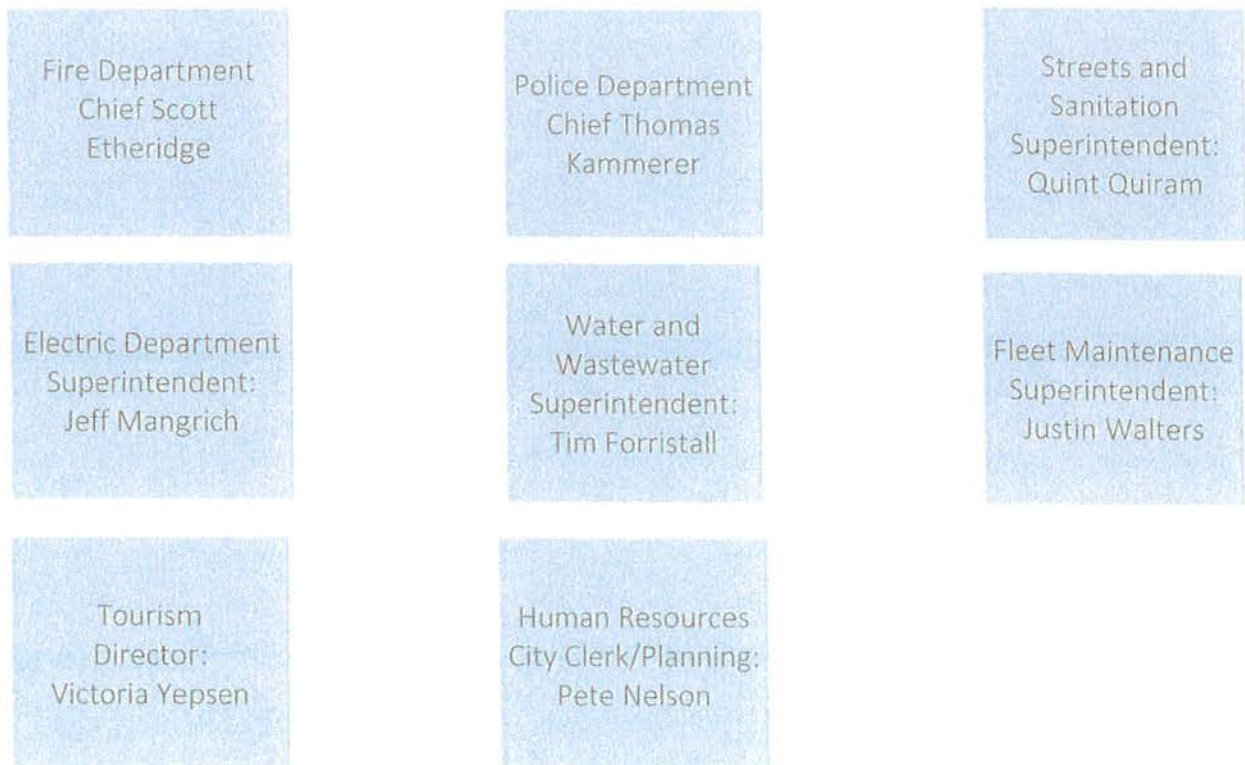 Fire Department
Chief Scott
Etheridge
Police Department
Chief Thomas
Kammerer
Streets and
Sanitation
Superintendent:
Quint Quiram
Electric Department
Superintendent:
Jeff Mangrich
Water and
Wastewater
Superintendent:
Tim Forristall
Fleet Maintenance
Superintendent:
Justin Walters
Tourism
Director:
Victoria Yepsen
Human Resources
City Clerk/Planning:
Pete Nelson